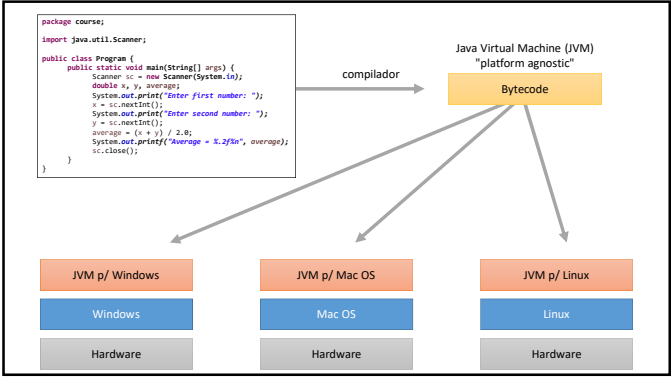 package course;
import java.util.Scanner;
public class Program {
public static void main(String[] args) {
Scanner sc = new Scanner(System.in);
double x, y, average;
System.out.print("Enter first number: ");
x = sc.nextInt();
System.out.print("Enter second number: ");
y = sc.nextInt();
average = (x + y) / 2.0;
System.out.printf("Average = %.2f%n", average);
sc.close();
}
}
compilador
Java Virtual Machine (JVM)
"platform agnostic"
Bytecode
JVM p/ Windows
JVM p/ Mac OS
JVM p/ Linux
Windows
Mac OS
Linux
Hardware
Hardware
Hardware